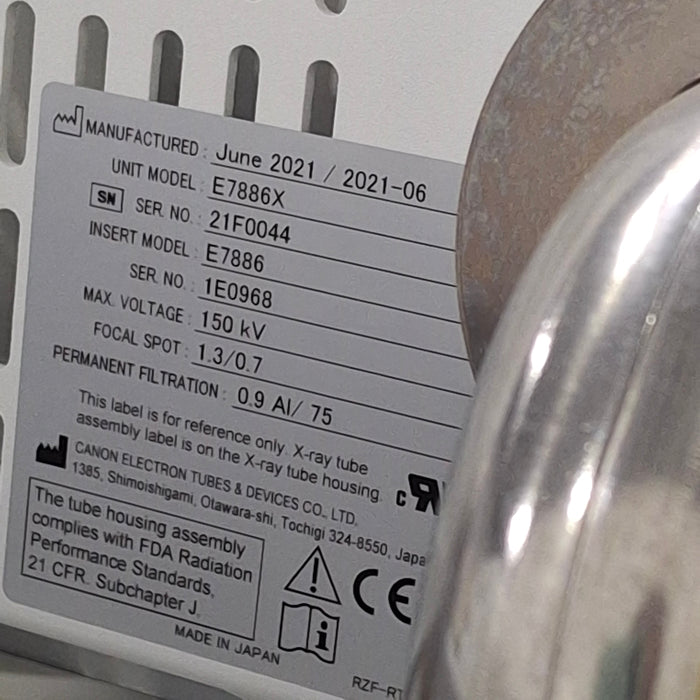 MANUFACTURED : June 2021 / 2021-06
UNIT MODEL : E7886X
SN SER. NO. : 21F0044
INSERT MODEL : E7886
SER. NO. : 1E0968
MAX. VOLTAGE : 150 kV
FOCAL SPOT : 1.3/0.7
PERMANENT FILTRATION : 0.9 Al/ 75
This label is for reference only. X-ray tube
assembly label is on the X-ray tube housing.
CANON ELECTRON TUBES & DEVICES CO., LTD.
1385, Shimoishigami, Otawara-shi, Tochigi 324-8550, Japa
The tube housing assembly
complies with FDA Radiation
Performance Standards,
21 CFR. Subchapter J.
MADE IN JAPAN
c RU
CE
RZF-RT